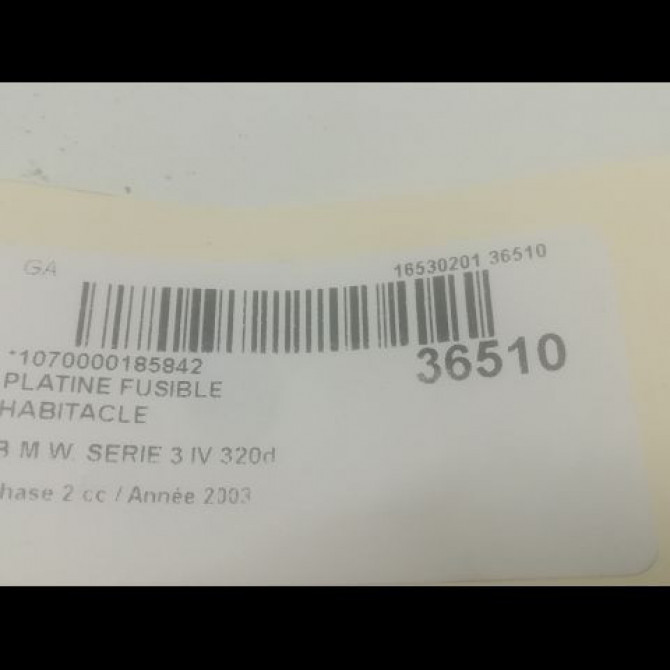 GA
16530201 36510
*1070000185842
36510
PLATINE FUSIBLE
HABITACLE
B M W. SERIE 3 IV 320d
hase 2 cc / Année 2003